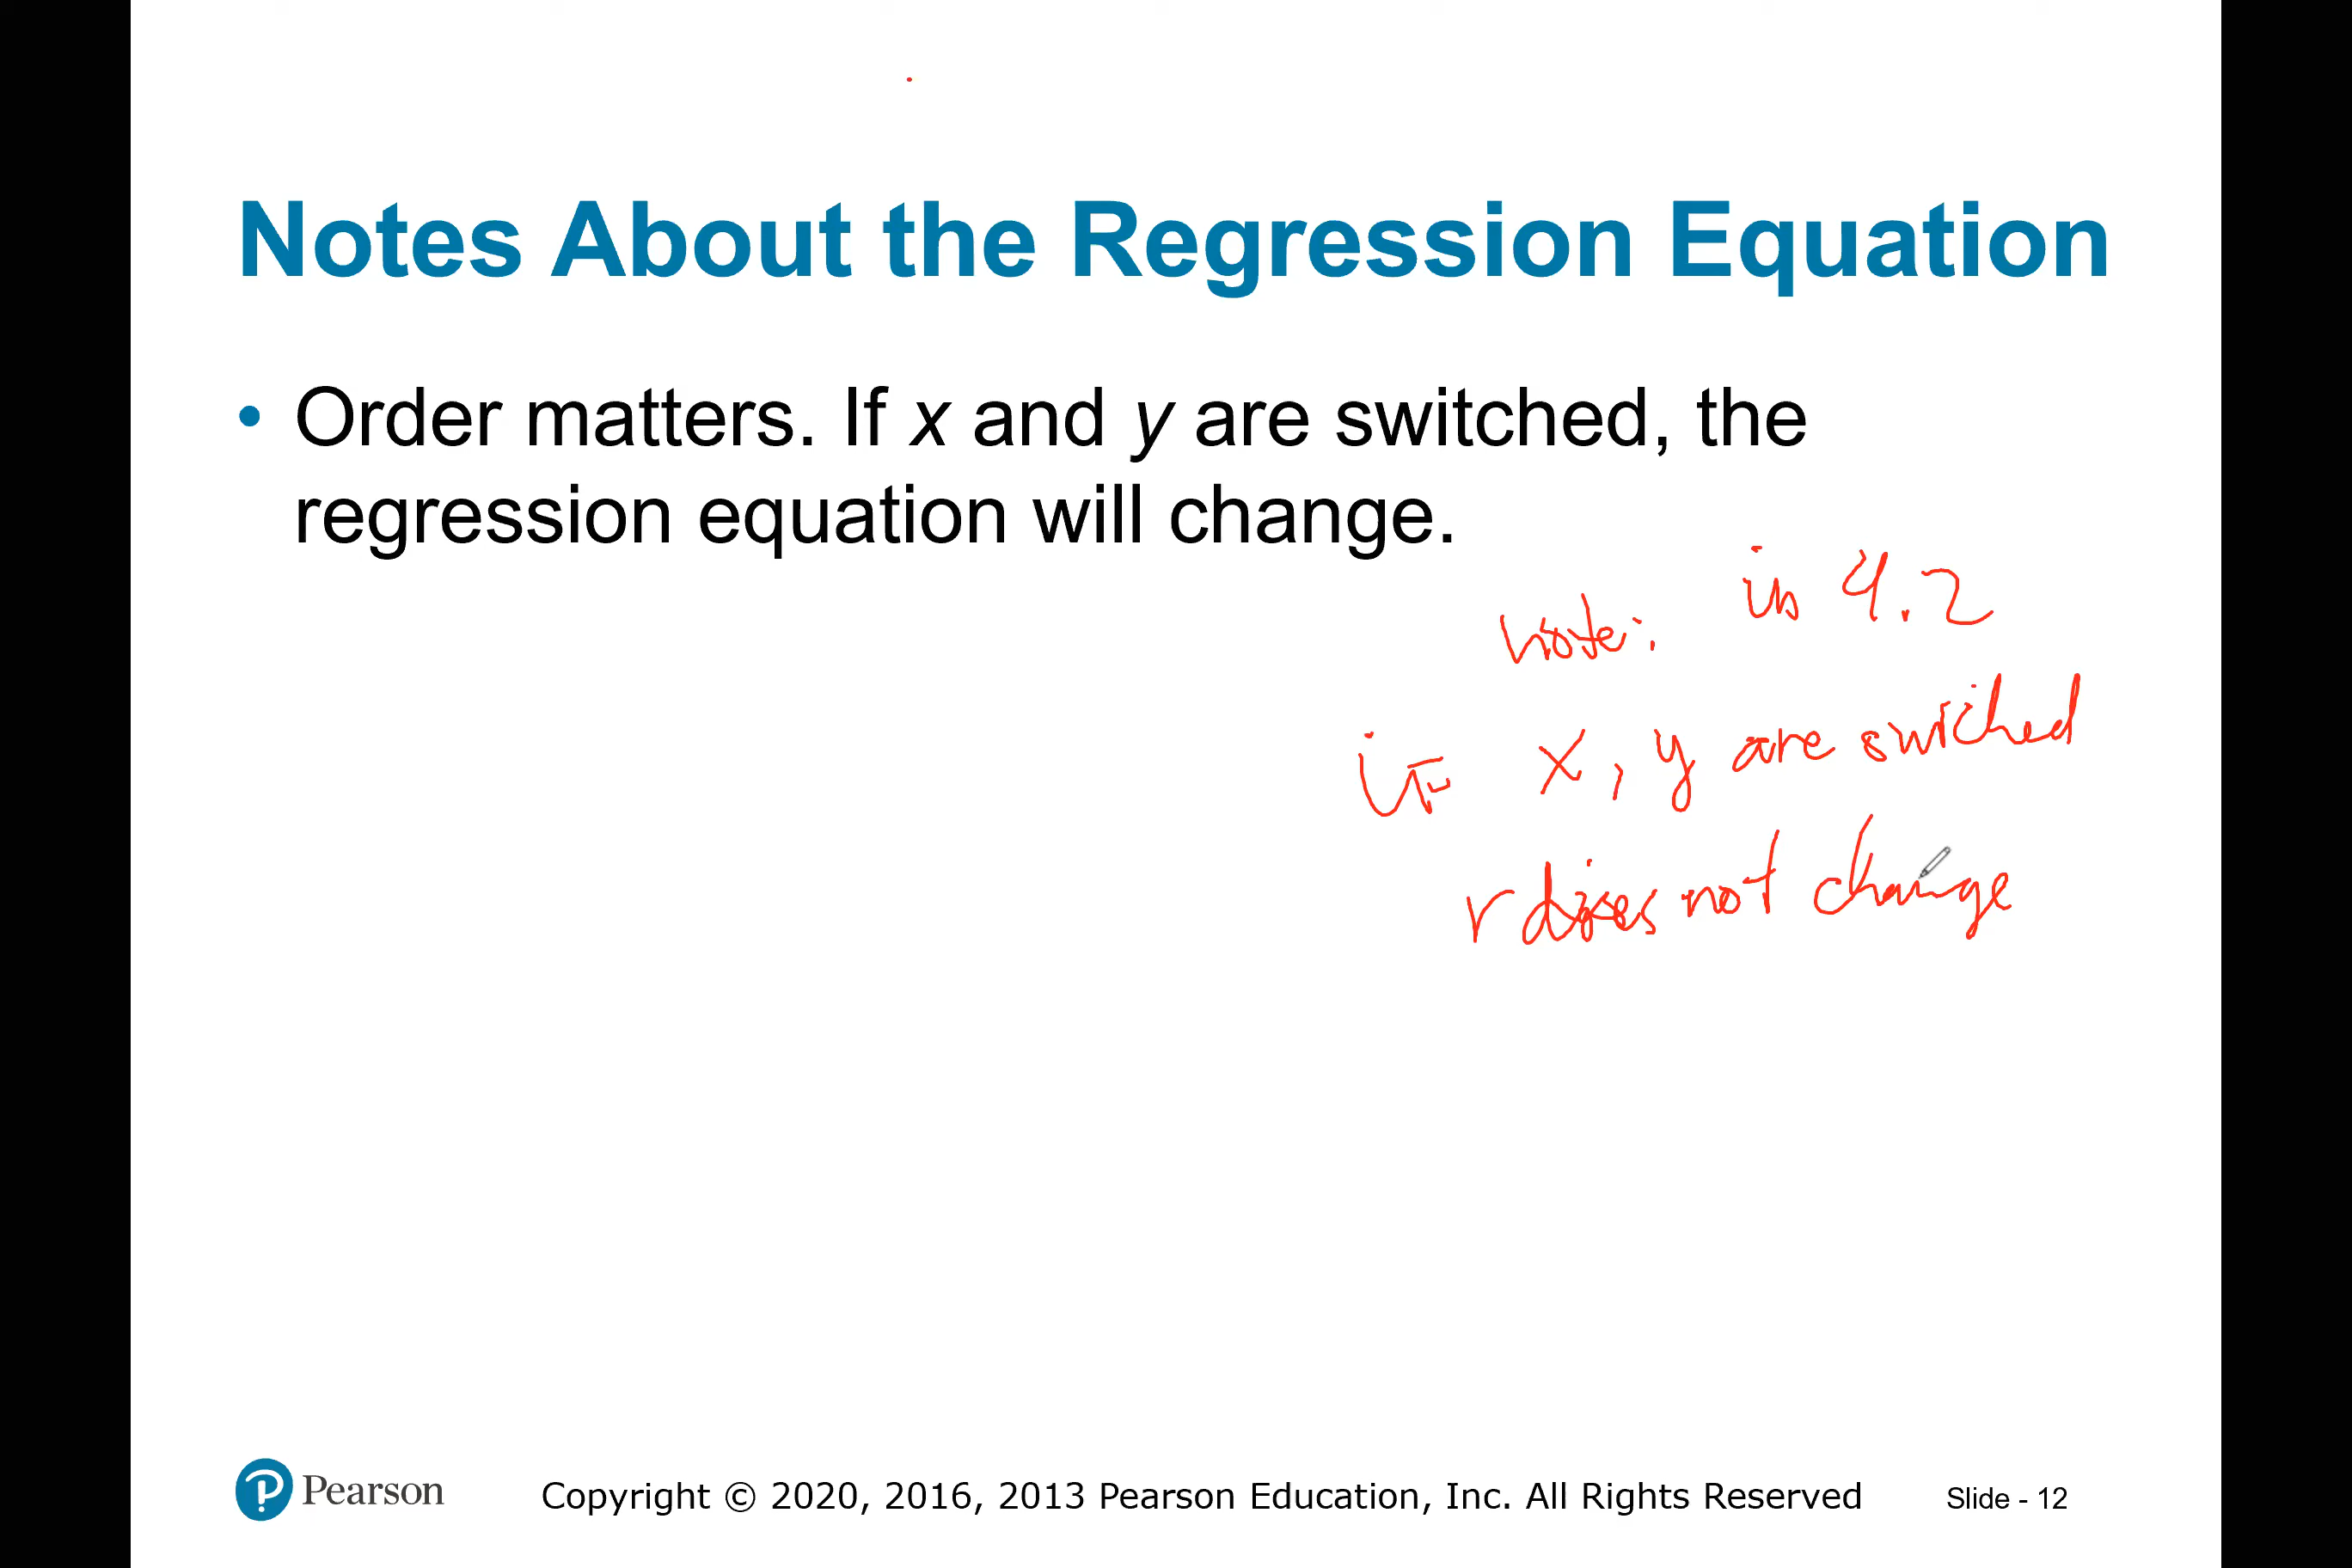 Notes About the Regression Equation
• Order matters. If x and y are switched, the
regression equation will change.
note: in 4.2
if x, y are switched
r does not change
Pearson
Copyright © 2020, 2016, 2013 Pearson Education, Inc. All Rights Reserved
Slide - 12